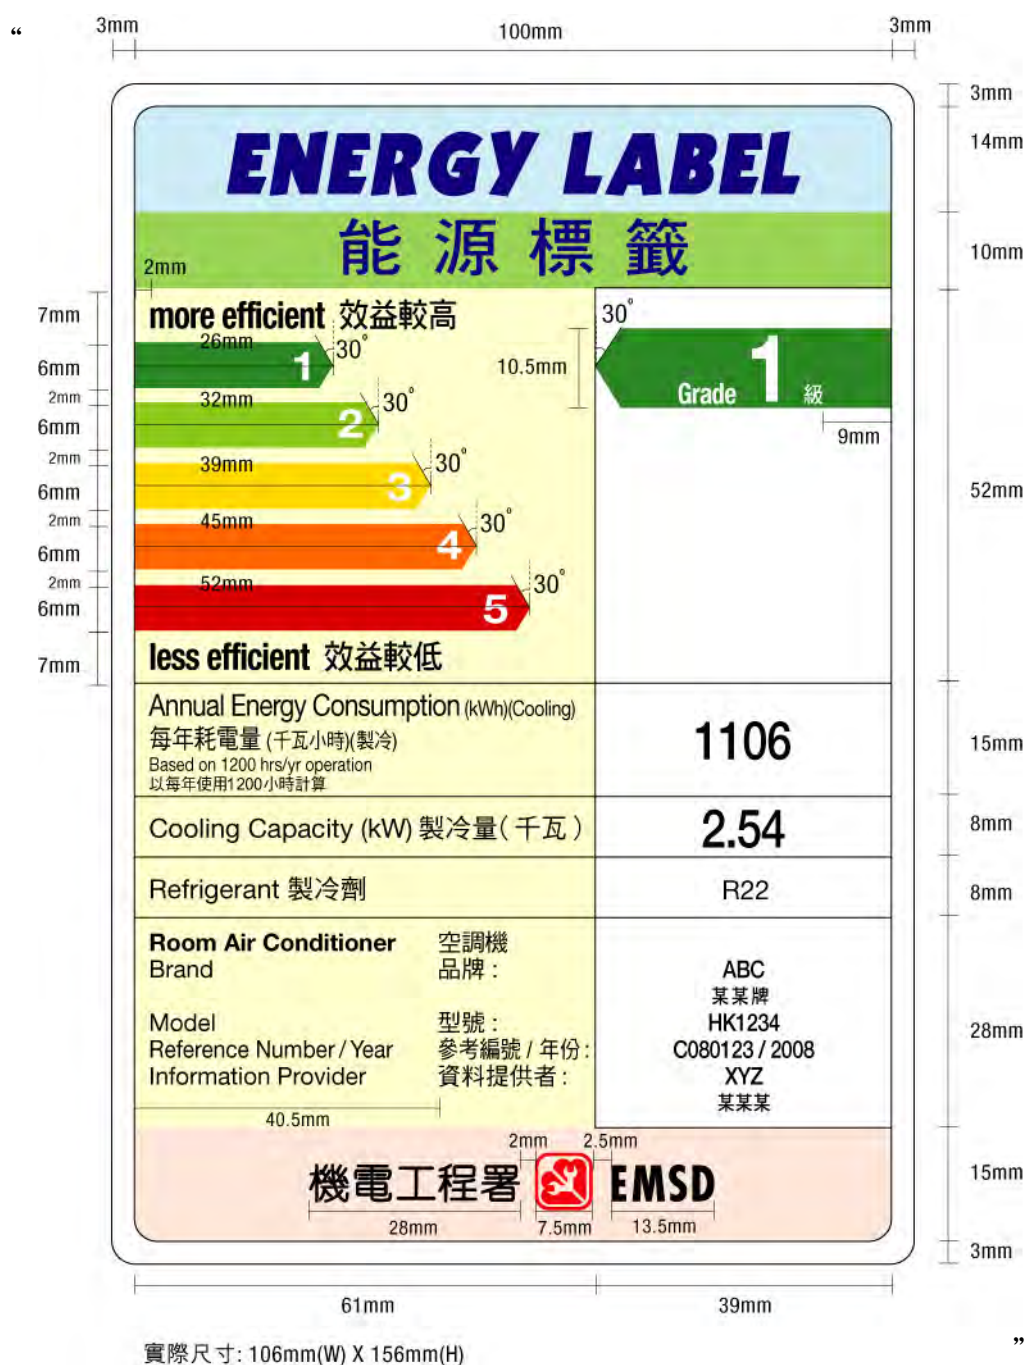 “
3mm 100mm 3mm
3mm
ENERGY LABEL
14mm
能源標籤
10mm
2mm
7mm
more efficient 效益較高
30°
26mm
1
30°
6mm
10.5mm
Grade 1 級
2mm
32mm
2
30°
6mm
9mm
2mm
39mm
3
30°
6mm
52mm
2mm
45mm
4
30°
6mm
2mm
52mm
5
30°
6mm
less efficient 效益較低
7mm
Annual Energy Consumption (kWh)(Cooling)
每年耗電量 (千瓦小時)(製冷)
Based on 1200 hrs/yr operation
以每年使用1200小時計算
1106
15mm
Cooling Capacity (kW) 製冷量(千瓦)
2.54
8mm
Refrigerant 製冷劑
R22
8mm
Room Air Conditioner 空調機
Brand 品牌 :
ABC
某某牌
Model 型號 :
HK1234
28mm
Reference Number / Year 參考編號 / 年份 :
C080123 / 2008
Information Provider 資料提供者 :
XYZ
某某某
40.5mm
2mm 2.5mm
機電工程署 EMSD
15mm
28mm 7.5mm 13.5mm
3mm
61mm 39mm
”
實際尺寸: 106mm(W) X 156mm(H)